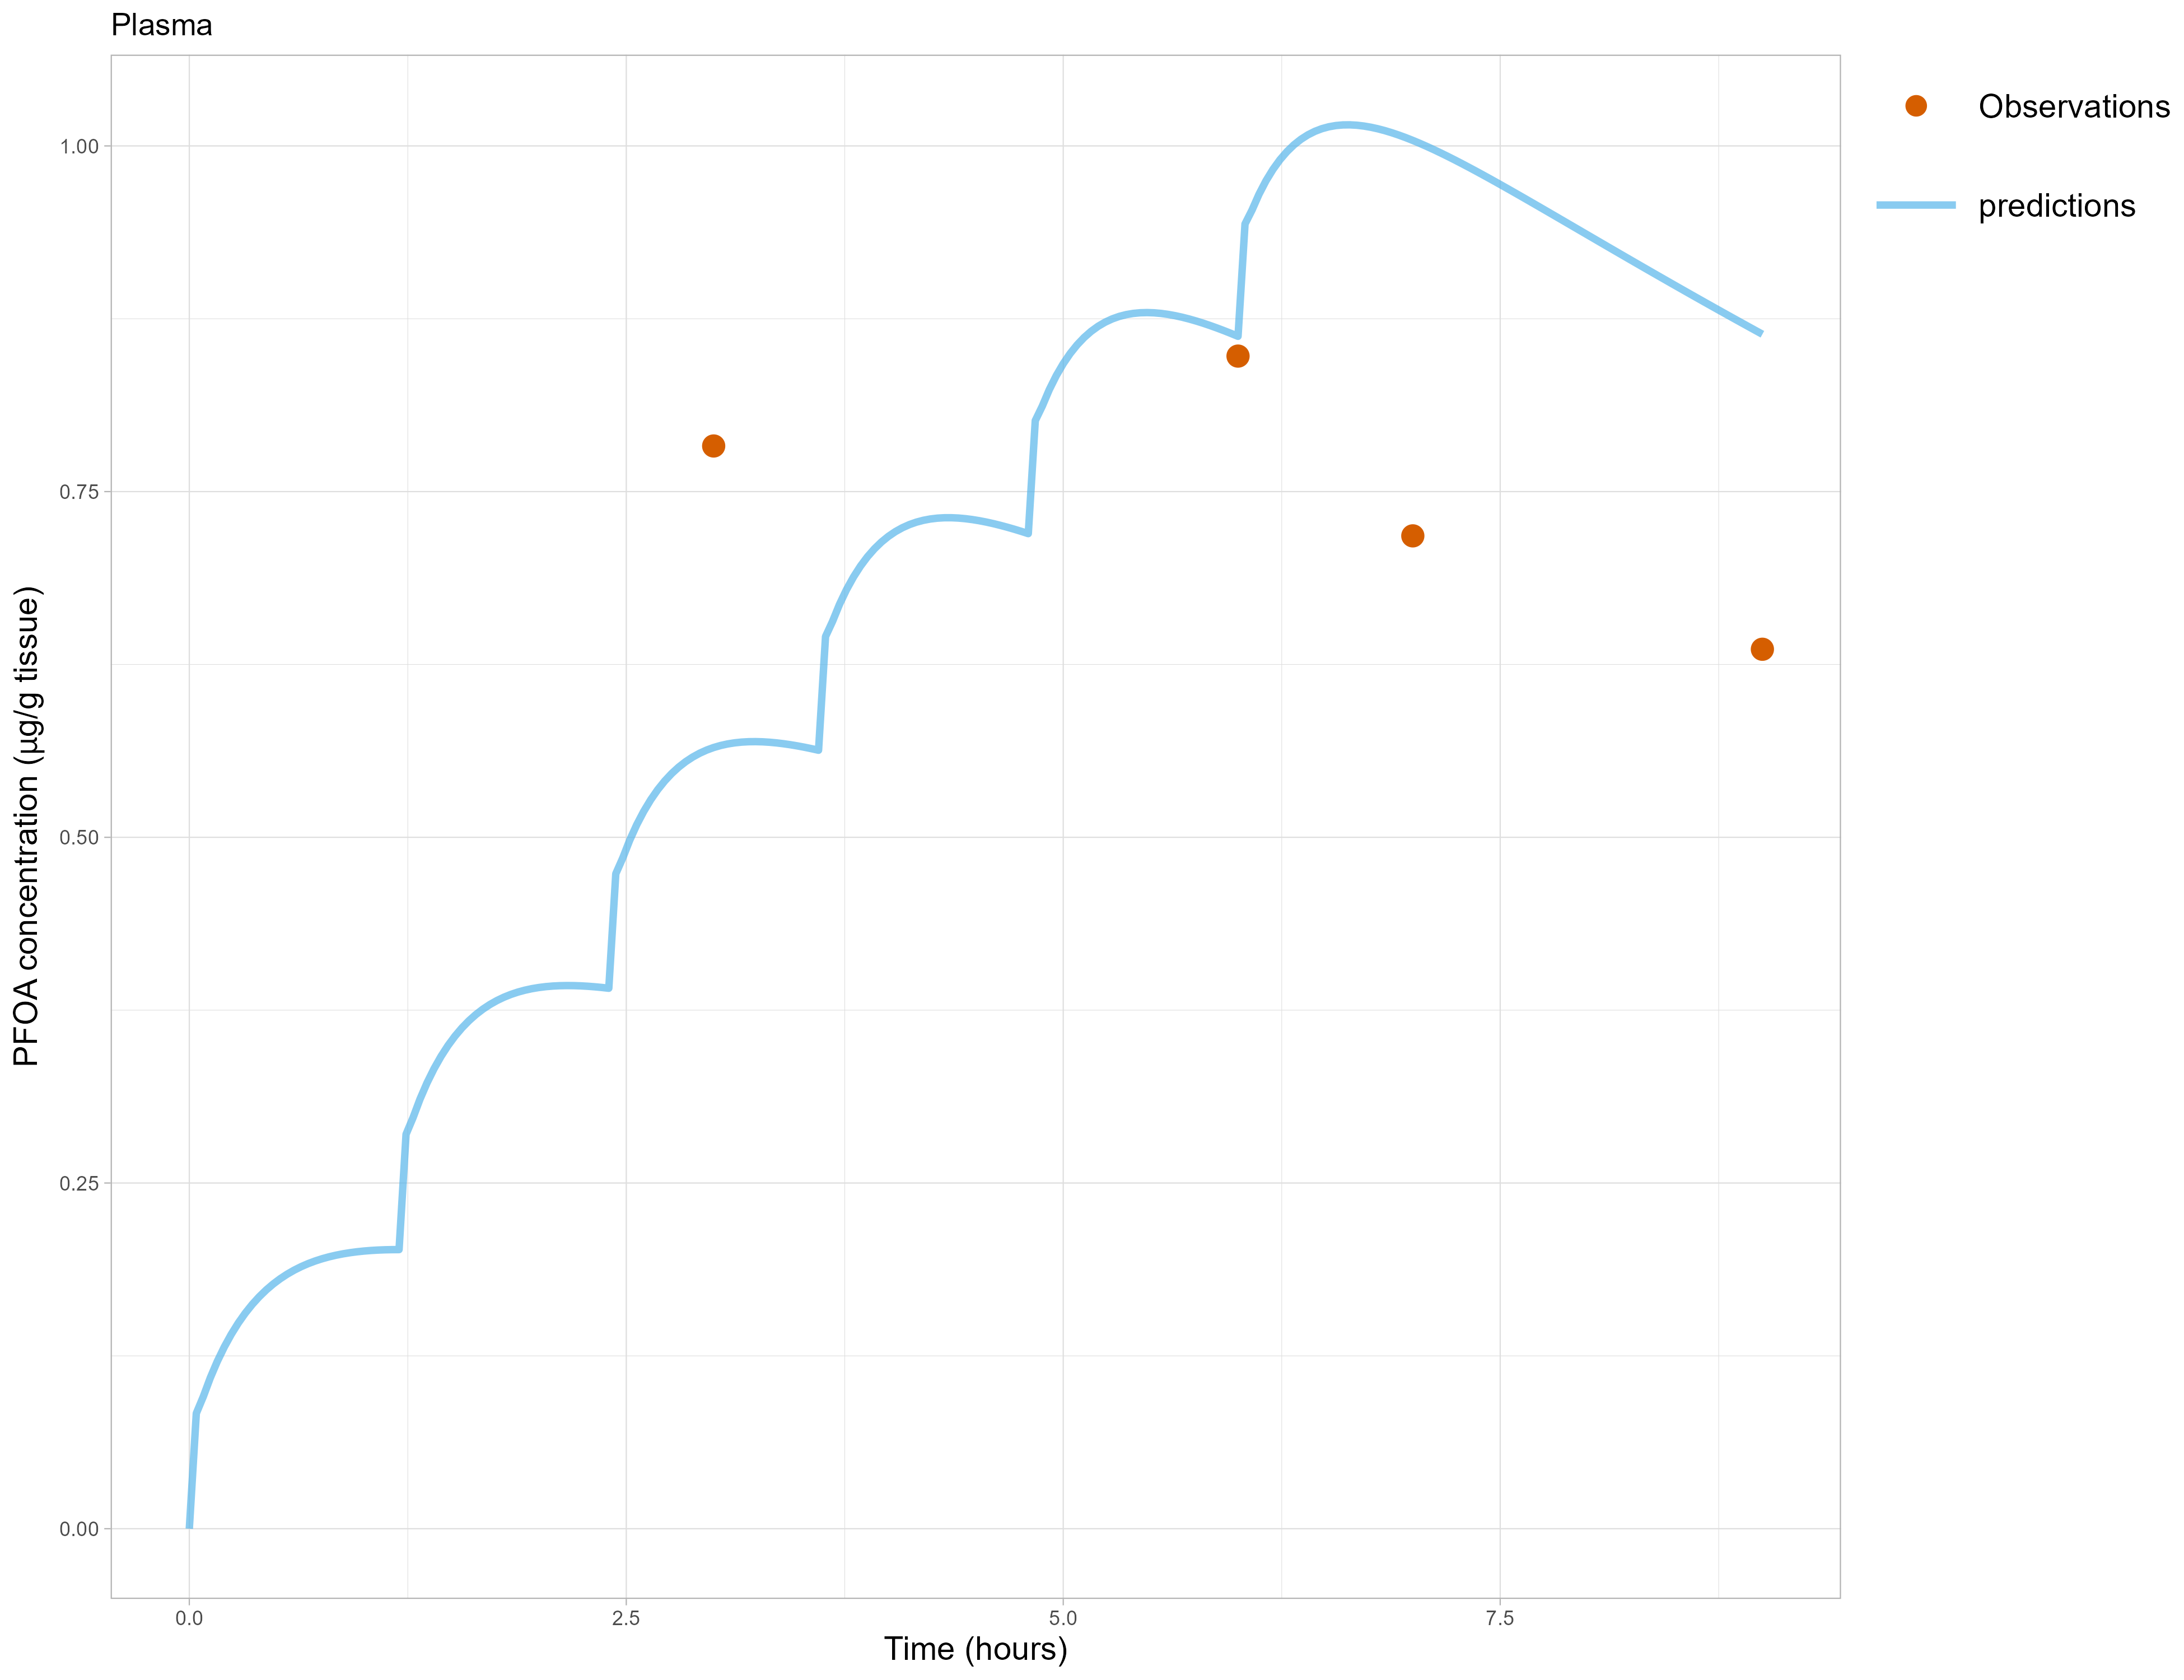 Plasma
Observations
predictions
1.00
0.75
0.50
0.25
0.00
PFOA concentration (µg/g tissue)
0.0
2.5
5.0
7.5
Time (hours)